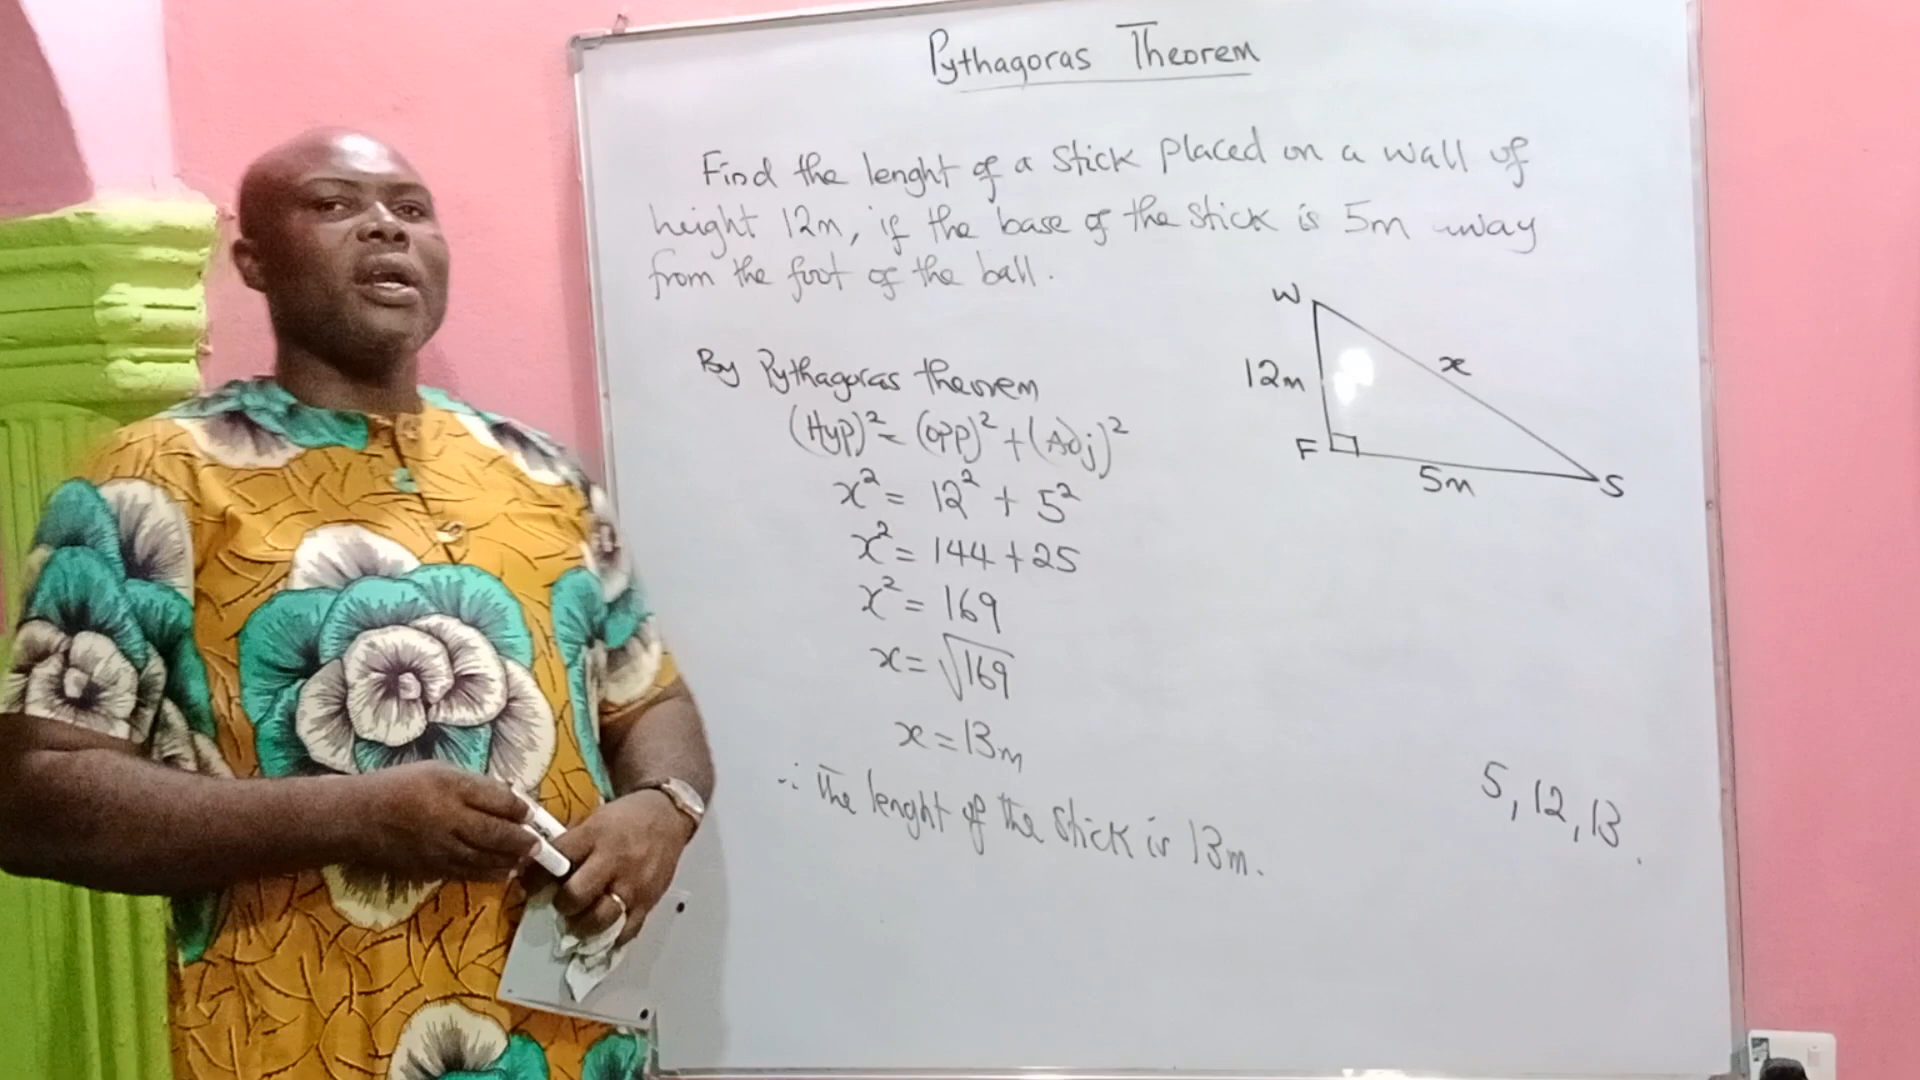 Pythagoras Theorem
Find the lenght of a stick placed on a wall of
height 12m, if the base of the stick is 5m away
from the foot of the ball.
W
12m
x
F
5m
S
By Pythagoras theorem
(Hyp)² = (opp)² + (Adj)²
x² = 12² + 5²
x² = 144 + 25
x² = 169
x = √169
x = 13m
∴ The lenght of the stick is 13m.
5, 12, 13.